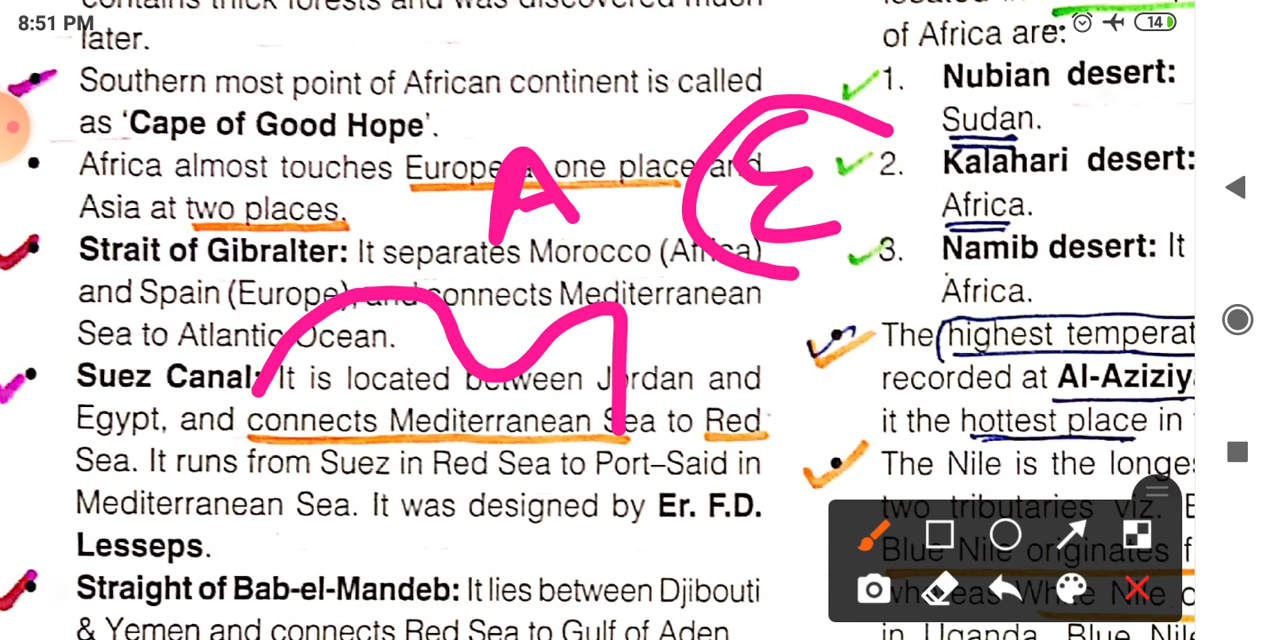 8:51 PM
14
later.
Southern most point of African continent is called
as ‘Cape of Good Hope’.
Africa almost touches Europe one place and
Asia at two places.
Strait of Gibralter: It separates Morocco (Africa)
and Spain (Europe), and connects Mediterranean
Sea to Atlantic Ocean.
Suez Canal: It is located between Jordan and
Egypt, and connects Mediterranean Sea to Red
Sea. It runs from Suez in Red Sea to Port–Said in
Mediterranean Sea. It was designed by Er. F.D.
Lesseps.
Straight of Bab-el-Mandeb: It lies between Djibouti
& Yemen and connects Red Sea to Gulf of Aden
A
E
of Africa are:
1. Nubian desert:
Sudan.
2. Kalahari desert:
Africa.
3. Namib desert: It
Africa.
The highest temperat
recorded at Al-Aziziy
it the hottest place in
The Nile is the longe
two tributaries viz. B
Blue Nile originates f
whereas White Nile o
in Uganda. Blue Nil